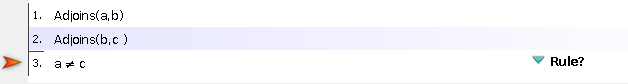 1. Adjoins(a,b)
2. Adjoins(b,c )
3. a ≠ c Rule?